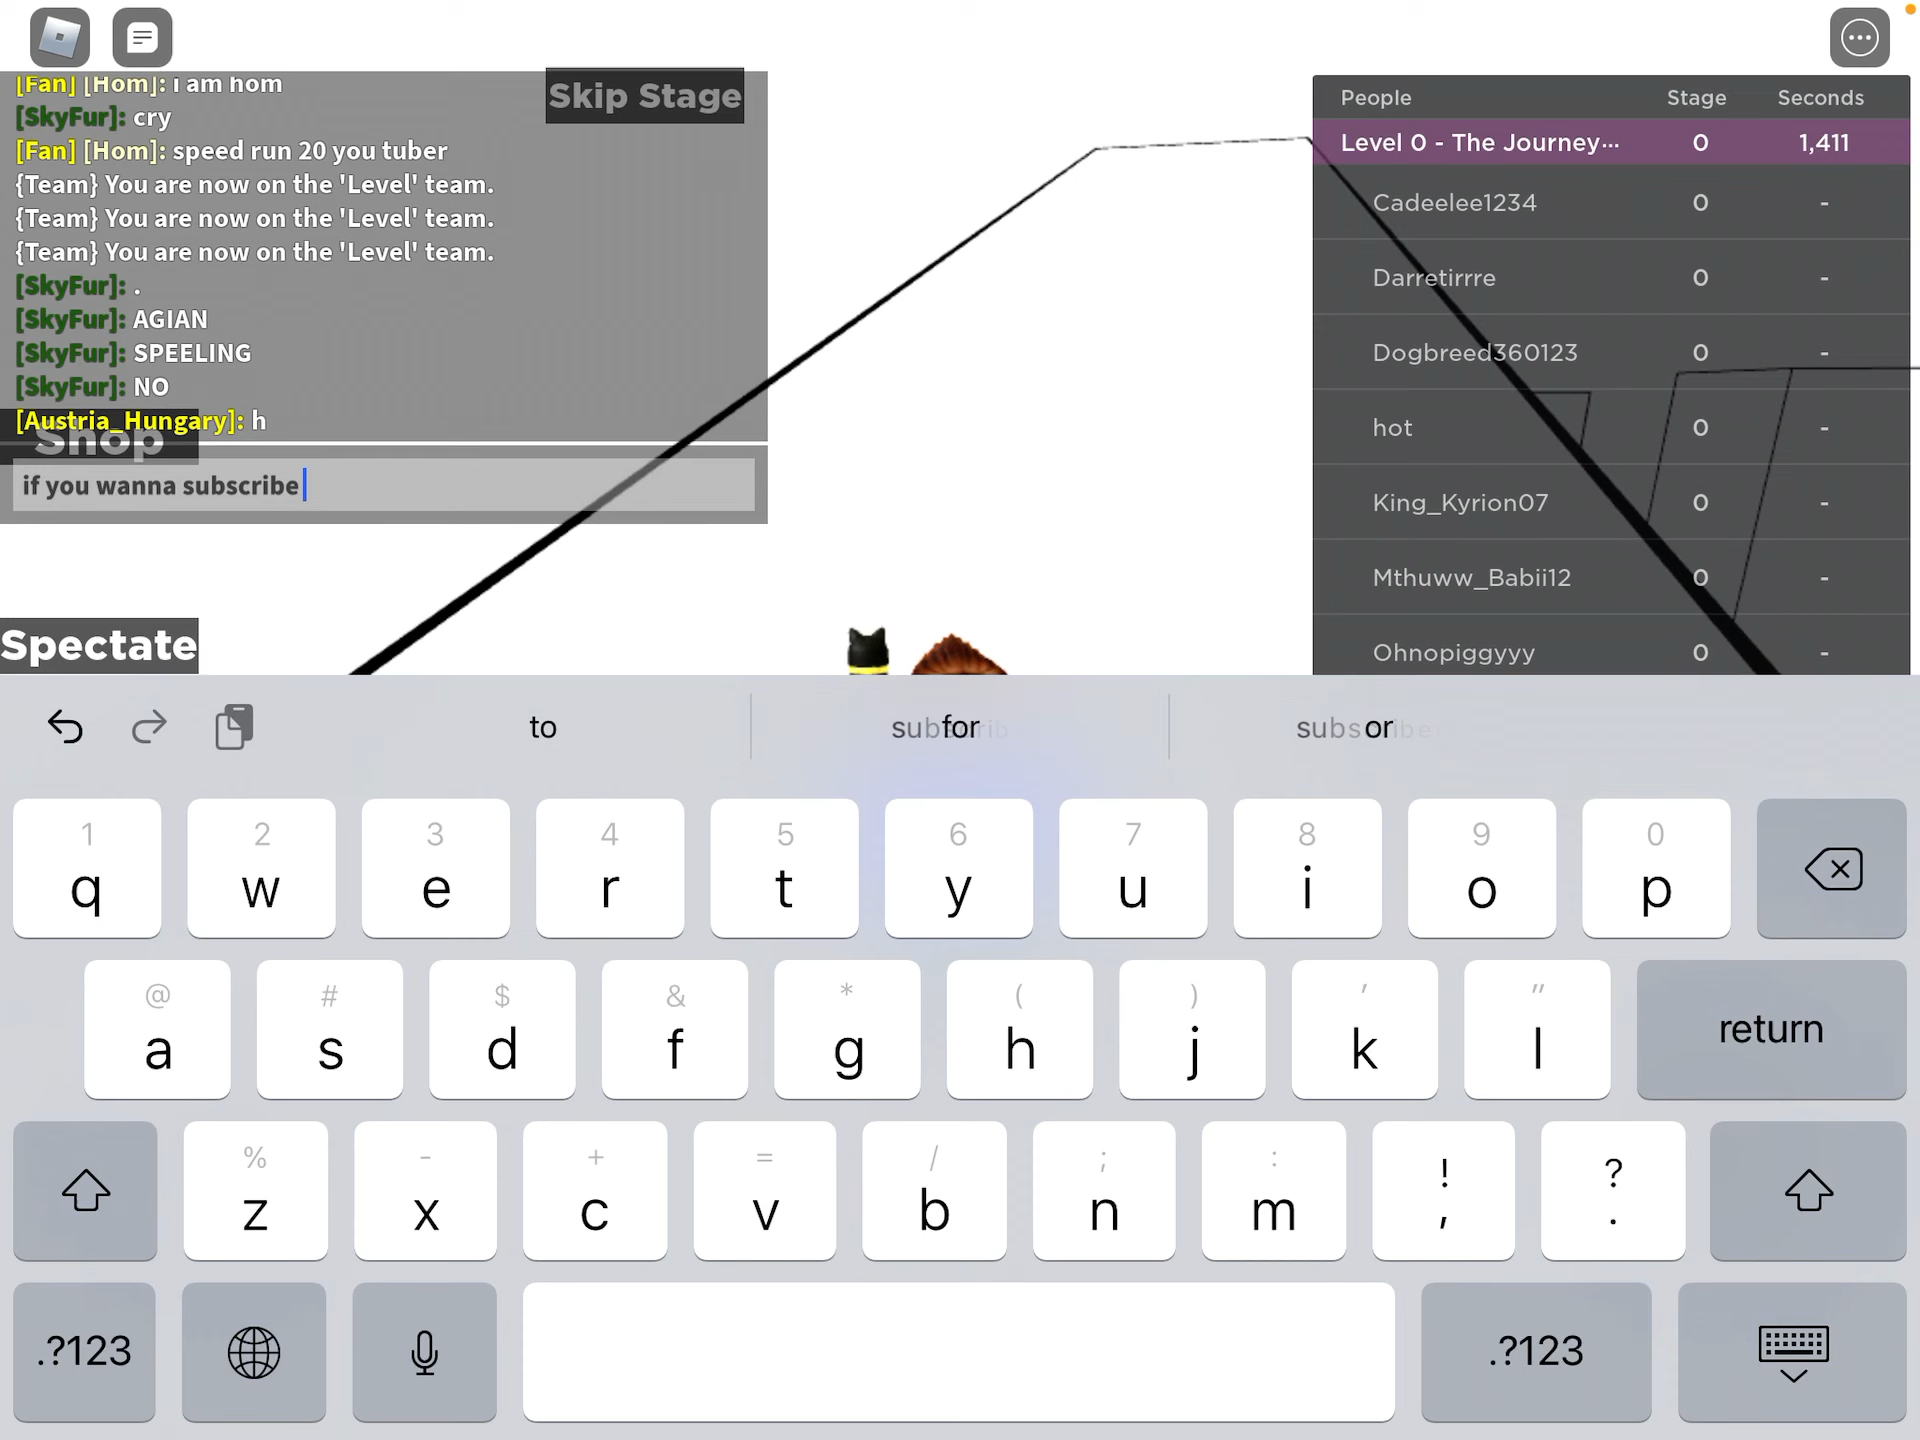 [Fan] [Hom]: i am hom
[SkyFur]: cry
[Fan] [Hom]: speed run 20 you tuber
{Team} You are now on the 'Level' team.
{Team} You are now on the 'Level' team.
{Team} You are now on the 'Level' team.
[SkyFur]: .
[SkyFur]: AGIAN
[SkyFur]: SPEELING
[SkyFur]: NO
[Austria_Hungary]: h
Shop
if you wanna subscribe
Skip Stage
Spectate
People Stage Seconds
Level 0 - The Journey... 0 1,411
Cadeelee1234 0 -
Darretirrre 0 -
Dogbreed360123 0 -
hot 0 -
King_Kyrion07 0 -
Mthuww_Babii12 0 -
Ohnopiggyyy 0 -
to for or
1 2 3 4 5 6 7 8 9 0
q w e r t y u i o p
@ # $ & * ( ) ' "
a s d f g h j k l return
% - + = / ; : ! ?
z x c v b n m , .
.?123 .?123